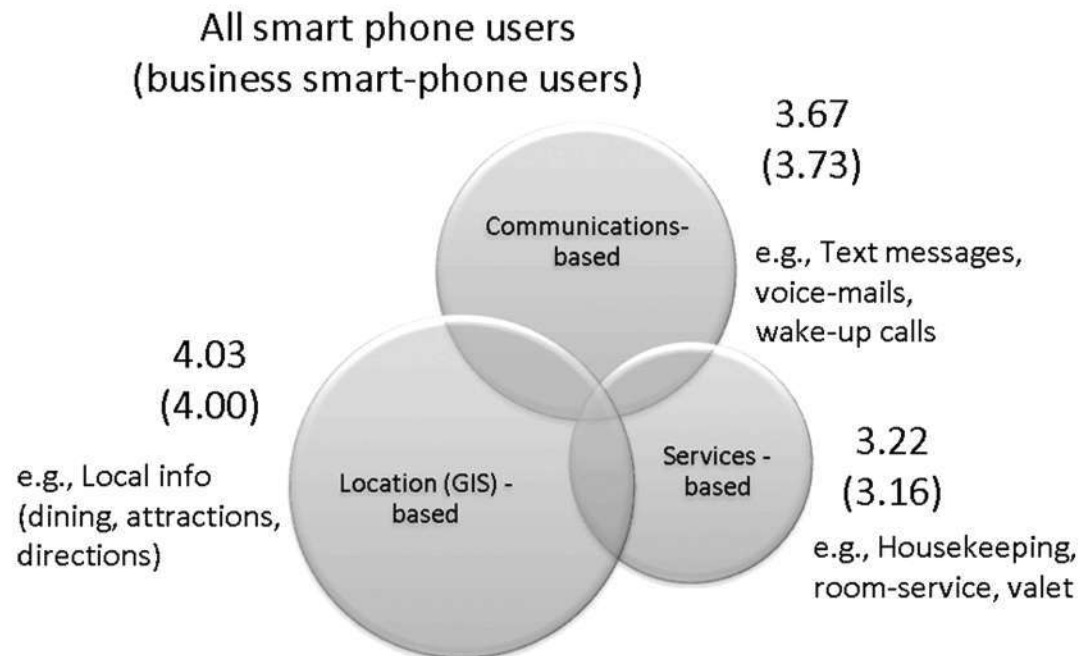 All smart phone users
(business smart-phone users)
3.67
(3.73)
Communications-
based
e.g., Text messages,
voice-mails,
wake-up calls
4.03
(4.00)
e.g., Local info
(dining, attractions,
directions)
Location (GIS) -
based
Services -
based
3.22
(3.16)
e.g., Housekeeping,
room-service, valet